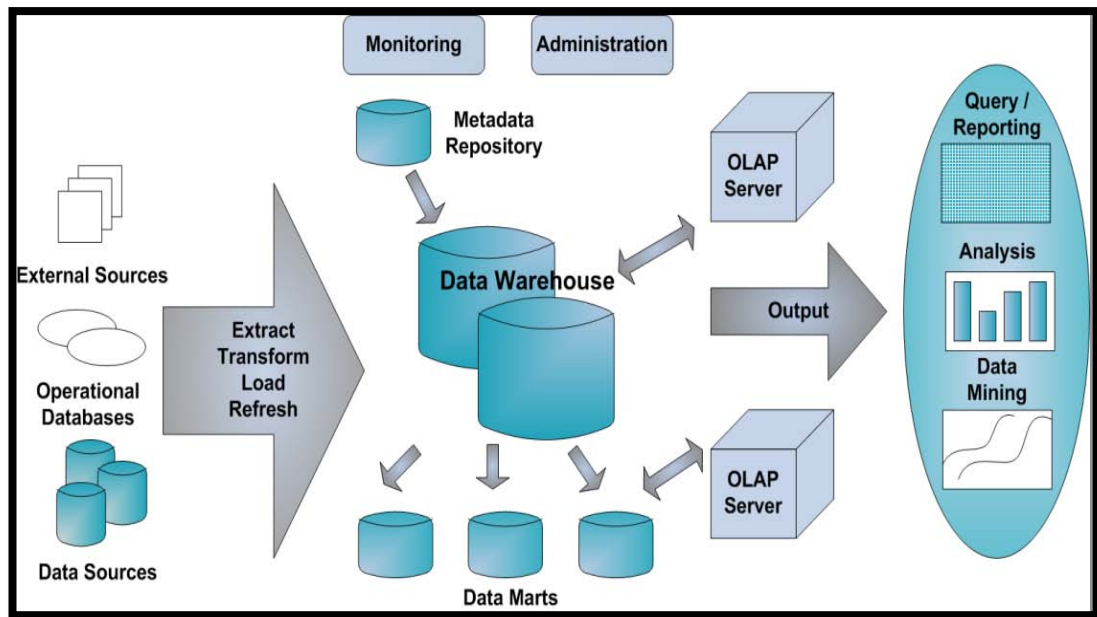 Monitoring
Administration
Metadata
Repository
External Sources
Operational
Databases
Data Sources
Extract
Transform
Load
Refresh
Data Warehouse
Data Marts
OLAP
Server
OLAP
Server
Output
Query /
Reporting
Analysis
Data
Mining